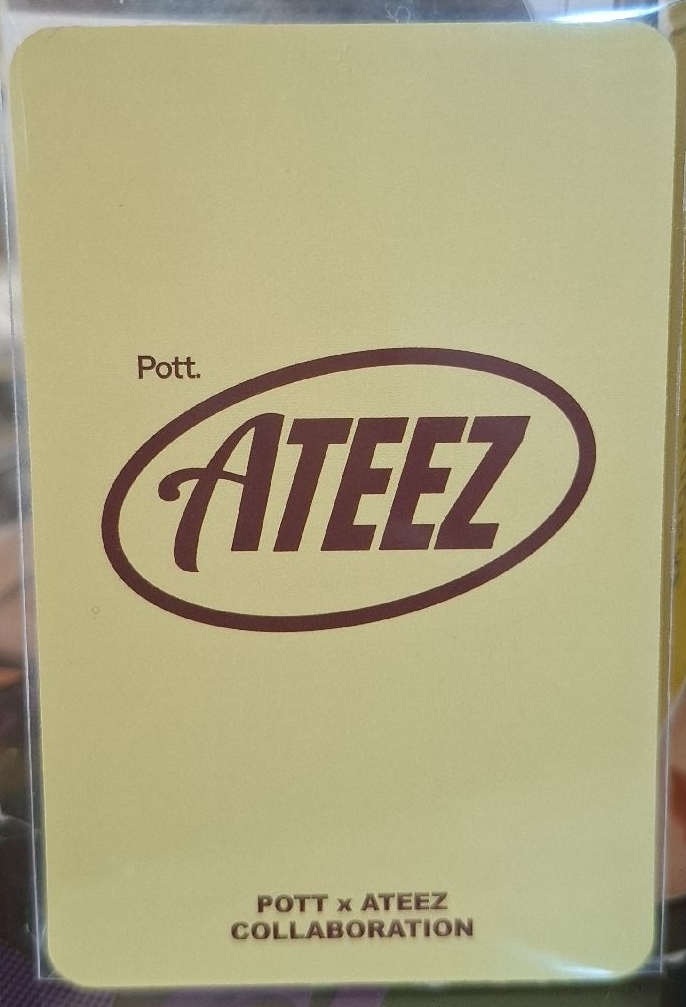 Pott.
ATEEZ
POTT x ATEEZ
COLLABORATION